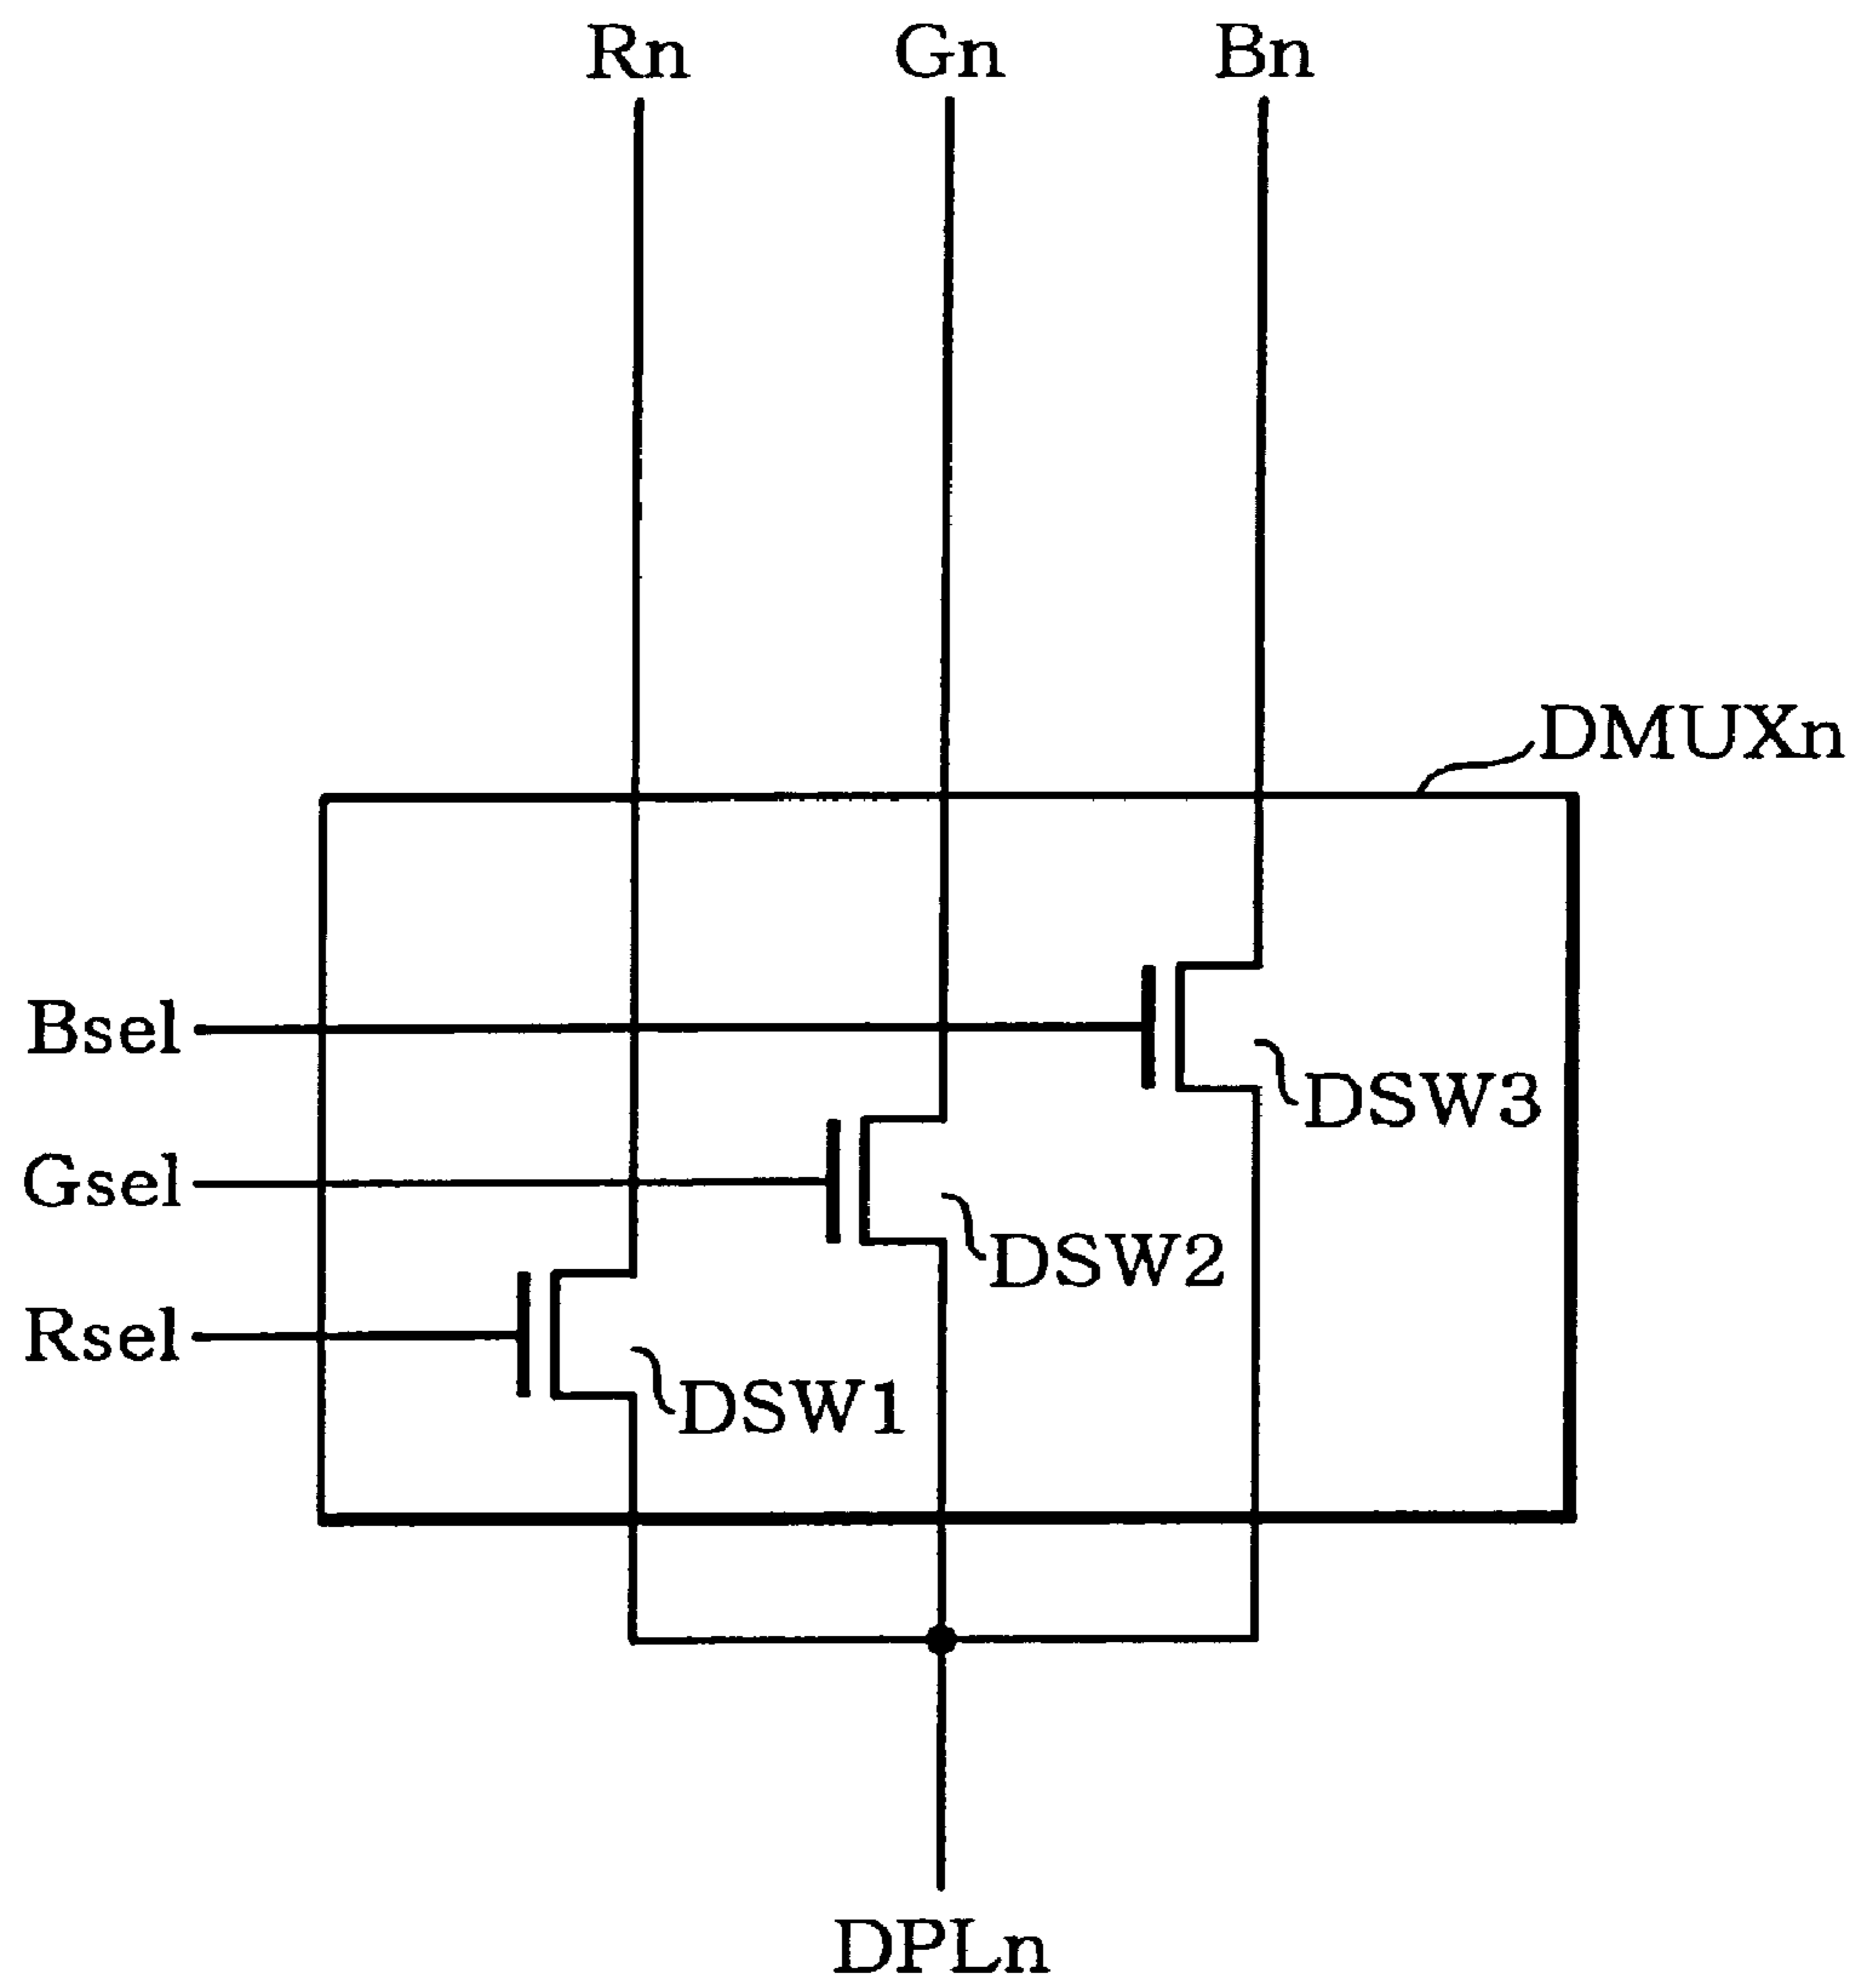 Rn Gn Bn
DMUXn
Bsel
DSW3
Gsel
DSW2
Rsel
DSW1
DPLn